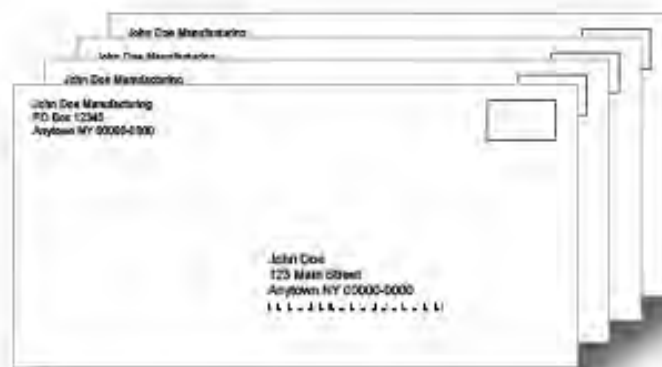 John Doe Manufacturing
John Doe Manufacturing
John Doe Manufacturing
John Doe Manufacturing
P.O. Box 12345
Anytown NY 00000-0000
John Doe
123 Main Street
Anytown NY 00000-0000